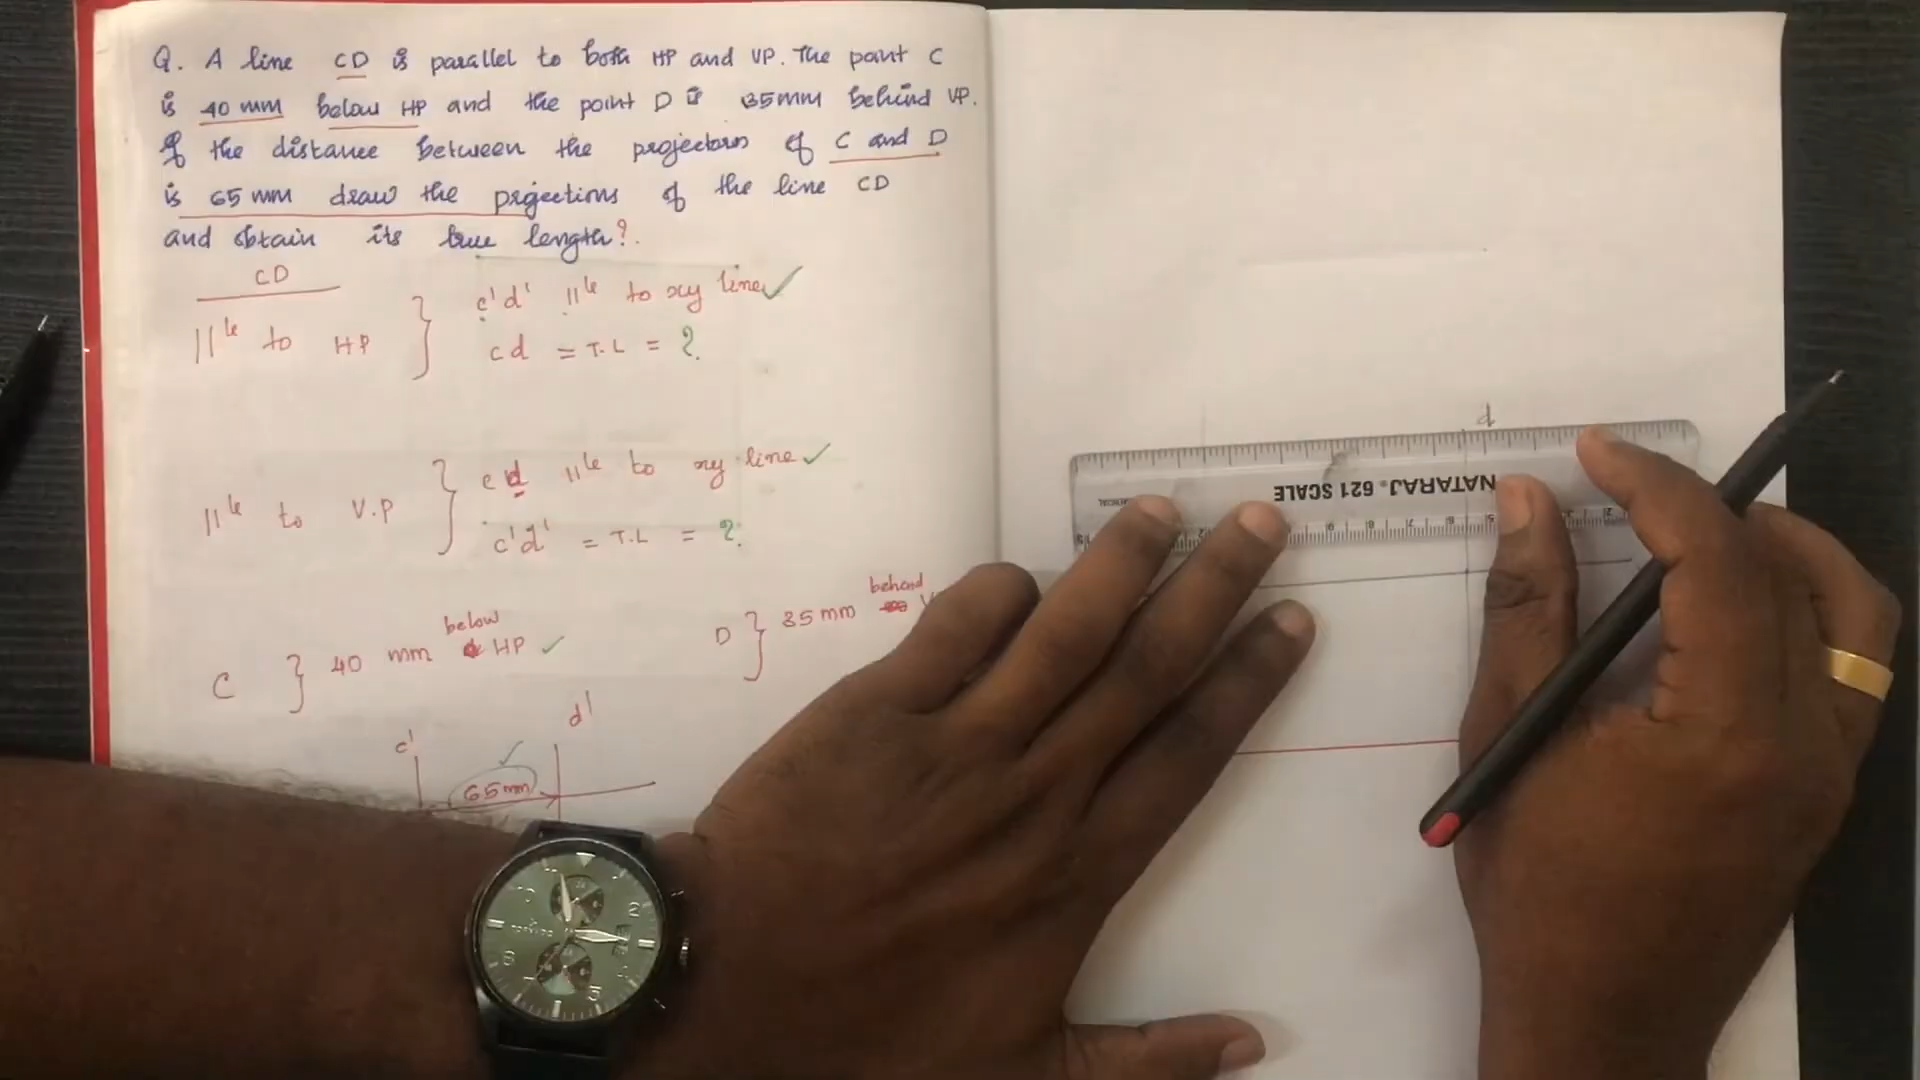 Q. A line CD is parallel to both HP and VP. The point C
is 40 mm below HP and the point D is 35mm behind VP.
If the distance between the projectors of C and D
is 65 mm draw the projections of the line CD
and obtain its true length?.
CD
||le to HP } c'd' ||le to xy line ✓
cd = T.L = ?
||le to V.P } cd ||le to xy line ✓
c'd' = T.L = ?
C } 40 mm below HP ✓
D } 35 mm behind
c' d'
65mm ✓
d
NATARAJ. 621 SCALE